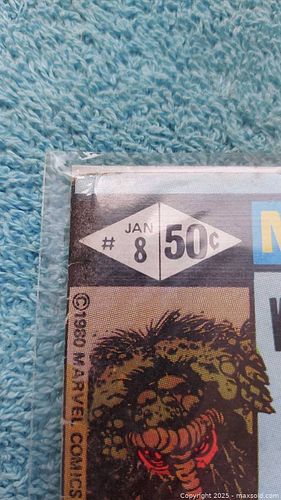 JAN
# 8 50¢
©1980 MARVEL COMICS
Copyright 2025 - maxsold.com